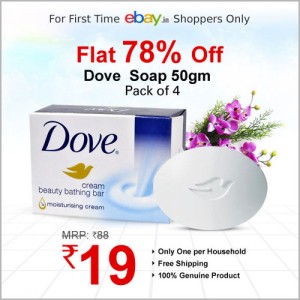 For First Time ebay.in Shoppers Only
Flat 78% Off
Dove Soap 50gm
Pack of 4
Dove
cream
beauty bathing bar
moisturising cream
MRP: ₹88
₹19
• Only One per Household
• Free Shipping
• 100% Genuine Product